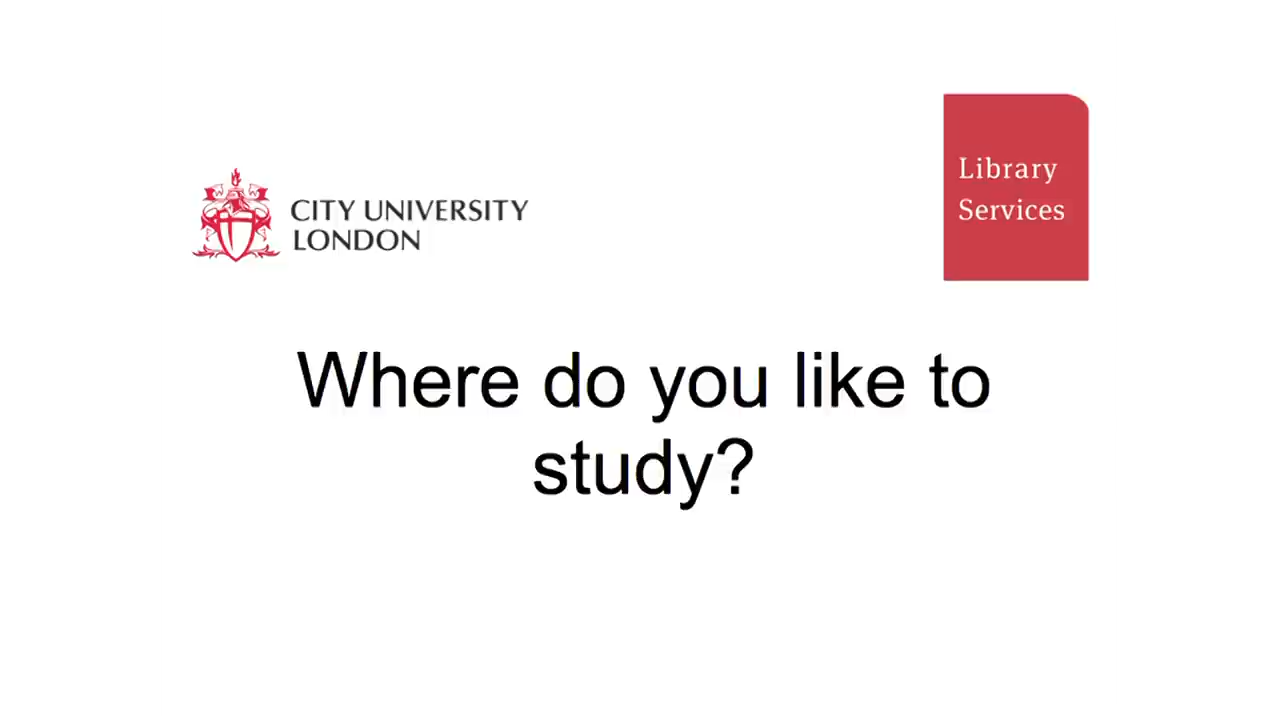 CITY UNIVERSITY
LONDON
Library
Services
Where do you like to
study?